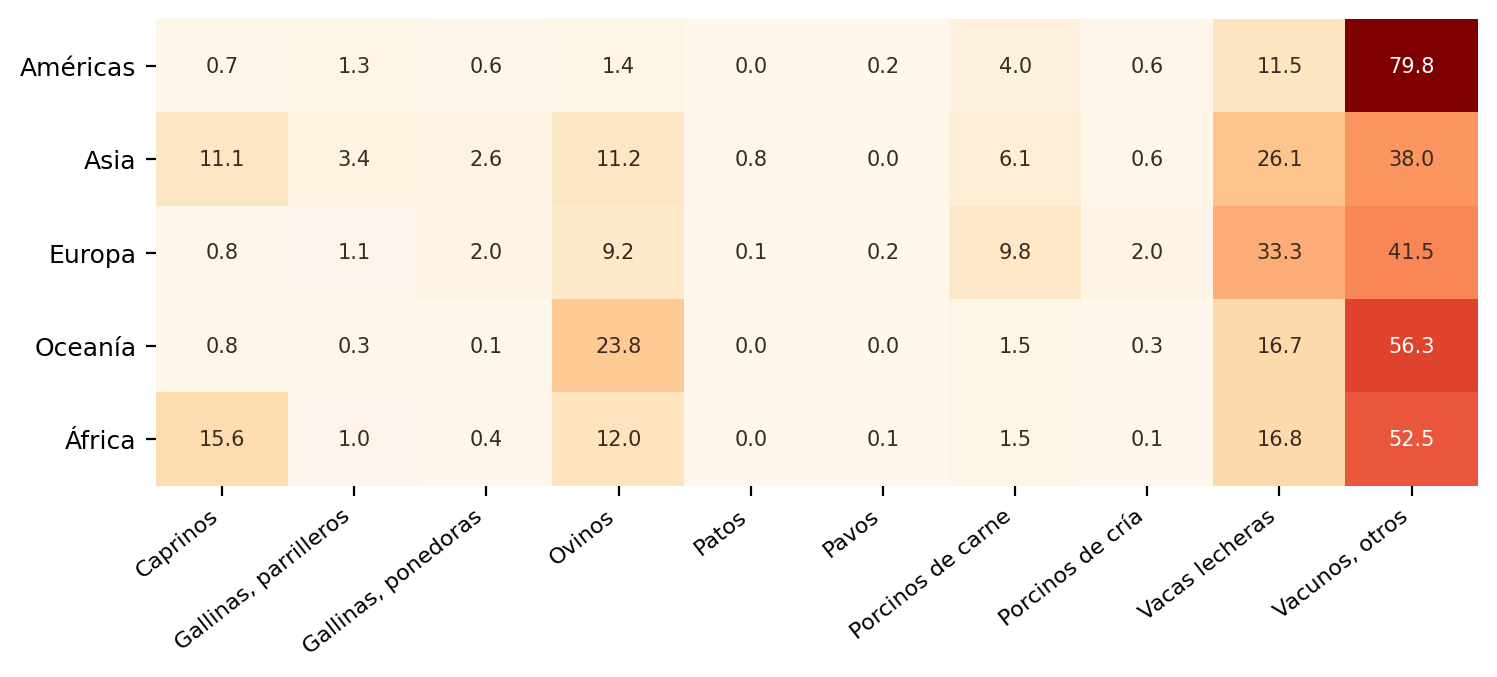 Américas 0.7 1.3 0.6 1.4 0.0 0.2 4.0 0.6 11.5 79.8
Asia 11.1 3.4 2.6 11.2 0.8 0.0 6.1 0.6 26.1 38.0
Europa 0.8 1.1 2.0 9.2 0.1 0.2 9.8 2.0 33.3 41.5
Oceanía 0.8 0.3 0.1 23.8 0.0 0.0 1.5 0.3 16.7 56.3
África 15.6 1.0 0.4 12.0 0.0 0.1 1.5 0.1 16.8 52.5
Caprinos
Gallinas, parrilleros
Gallinas, ponedoras
Ovinos
Patos
Pavos
Porcinos de carne
Porcinos de cría
Vacas lecheras
Vacunos, otros